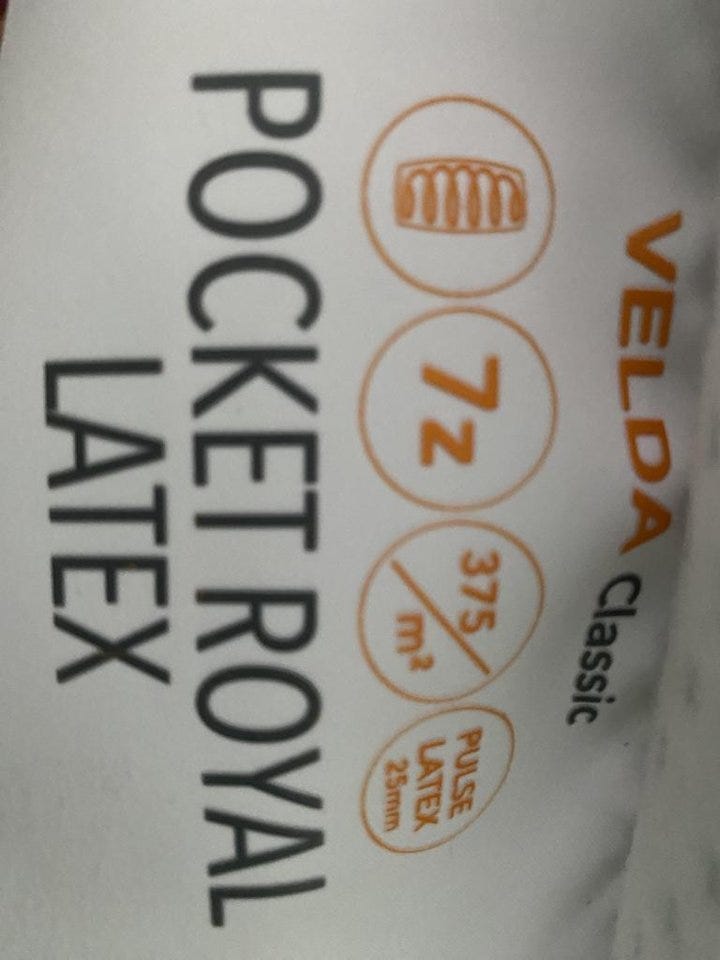 VELDA Classic
7z
375/m²
PULSE
LATEX
25mm
POCKET ROYAL
LATEX